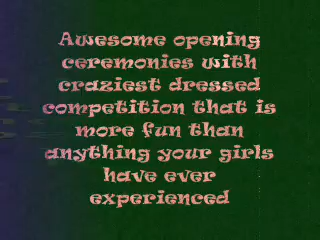 Awesome opening
ceremonies with
craziest dressed
competition that is
more fun than
anything your girls
have ever
experienced